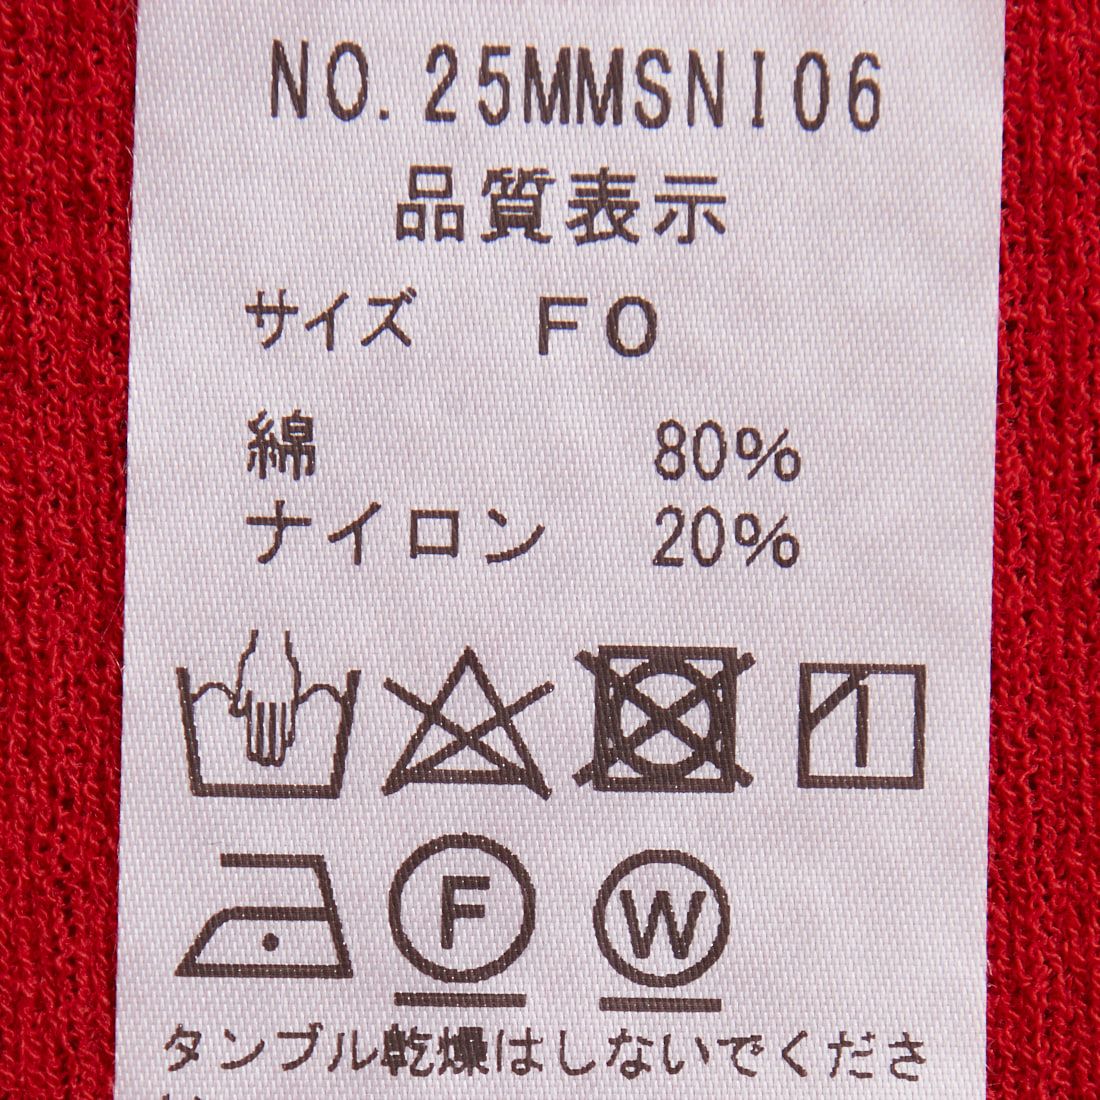 NO.25MMSNI06
品質表示
サイズ FO
綿 80%
ナイロン 20%
F W
タンブル乾燥はしないでくださ